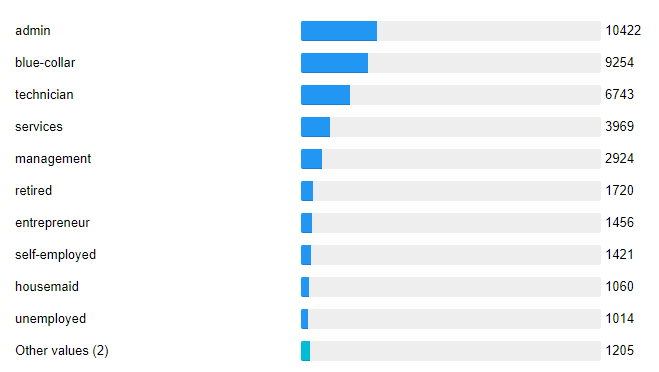 admin 10422
blue-collar 9254
technician 6743
services 3969
management 2924
retired 1720
entrepreneur 1456
self-employed 1421
housemaid 1060
unemployed 1014
Other values (2) 1205